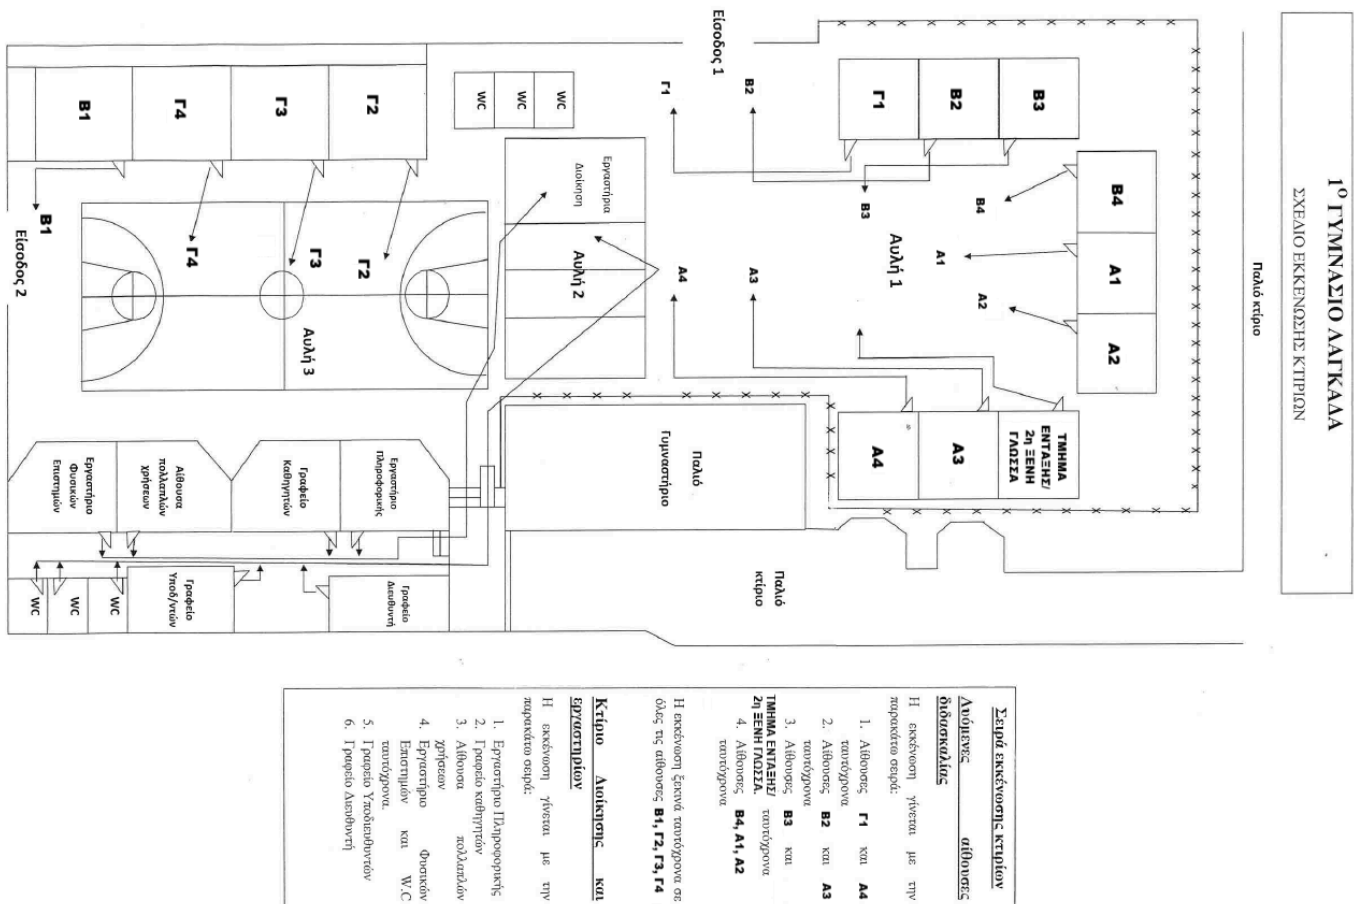 1ο ΓΥΜΝΑΣΙΟ ΛΑΓΚΑΔΑ
ΣΧΕΔΙΟ ΕΚΚΕΝΩΣΗΣ ΚΤΙΡΙΩΝ
Παλιό κτίριο
Β4
Α1
Α2
Β3
Β2
Γ1
Β4
Α1
Α2
Αυλή 1
Β3
ΤΜΗΜΑ
ΕΝΤΑΞΗΣ/
2η ΞΕΝΗ
ΓΛΩΣΣΑ
Α3
Α4
Β2
Α3
Είσοδος 1
Γ1
Α4
Παλιό
Γυμναστήριο
Παλιό
κτίριο
Εργαστήρια
Διοίκηση
Αυλή 2
WC
WC
WC
Γ2
Γ3
Γ4
Β1
Γ2
Γ3
Γ4
Αυλή 3
Β1
Είσοδος 2
Εργαστήριο
Πληροφορικής
Γραφείο
Καθηγητών
Αίθουσα
πολλαπλών
χρήσεων
Εργαστήριο
Φυσικών
Επιστημών
Γραφείο
Διευθυντή
Γραφείο
Υποδ/ντών
WC
WC
WC
Σειρά εκκένωσης κτιρίων
Λυόμενες αίθουσες
διδασκαλίας
Η εκκένωση γίνεται με την
παρακάτω σειρά:
1. Αίθουσες Γ1 και Α4
ταυτόχρονα
2. Αίθουσες Β2 και Α3
ταυτόχρονα
3. Αίθουσες Β3 και
ΤΜΗΜΑ ΕΝΤΑΞΗΣ/ ταυτόχρονα
2η ΞΕΝΗ ΓΛΩΣΣΑ
4. Αίθουσες Β4, Α1, Α2
ταυτόχρονα
Η εκκένωση ξεκινά ταυτόχρονα σε
όλες τις αίθουσες Β1, Γ2, Γ3, Γ4
Κτίριο Διοίκησης και
εργαστηρίων
Η εκκένωση γίνεται με την
παρακάτω σειρά:
1. Εργαστήριο Πληροφορικής
2. Γραφείο καθηγητών
3. Αίθουσα πολλαπλών
χρήσεων
4. Εργαστήριο Φυσικών
Επιστημών και W.C
ταυτόχρονα.
5. Γραφείο Υποδιευθυντών
6. Γραφείο Διευθυντή